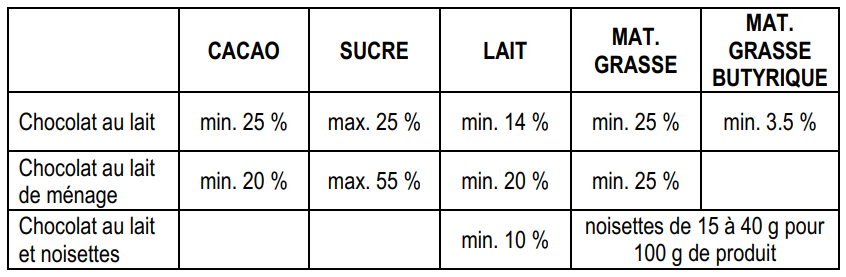 CACAO SUCRE LAIT MAT. GRASSE MAT. GRASSE BUTYRIQUE
Chocolat au lait min. 25 % max. 25 % min. 14 % min. 25 % min. 3.5 %
Chocolat au lait de ménage min. 20 % max. 55 % min. 20 % min. 25 %
Chocolat au lait et noisettes min. 10 % noisettes de 15 à 40 g pour 100 g de produit